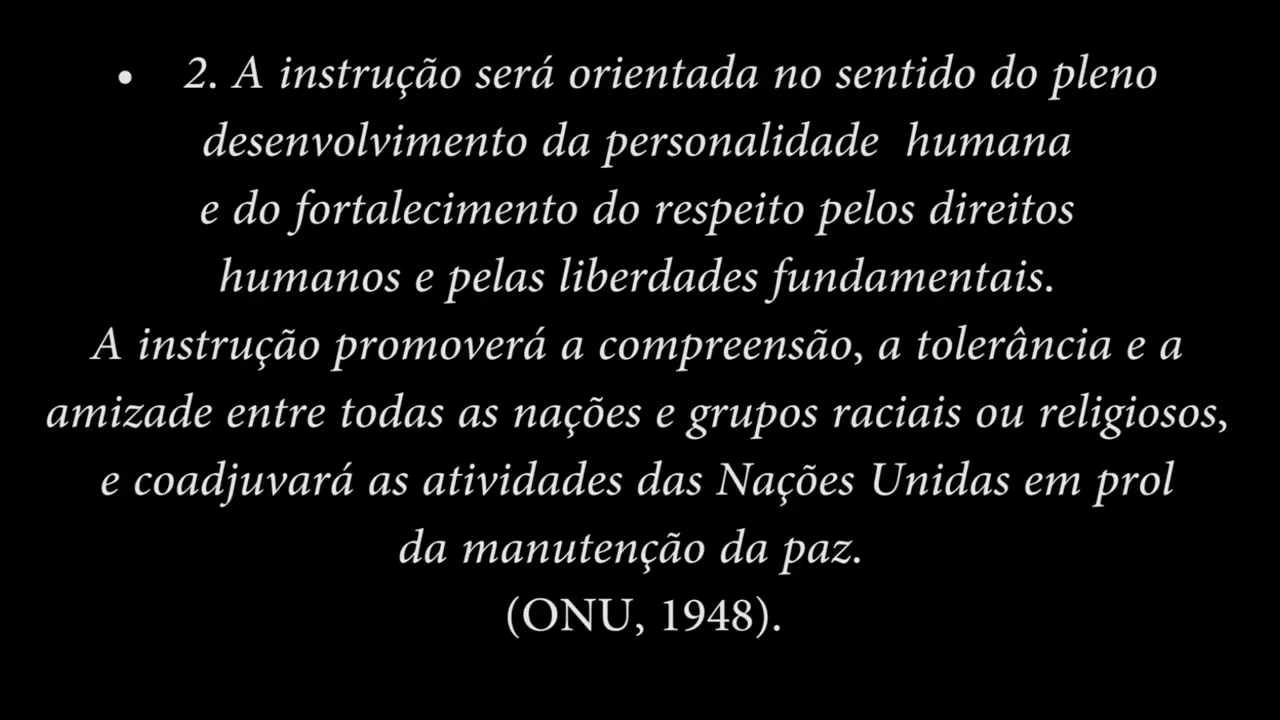 • 2. A instrução será orientada no sentido do pleno
desenvolvimento da personalidade humana
e do fortalecimento do respeito pelos direitos
humanos e pelas liberdades fundamentais.
A instrução promoverá a compreensão, a tolerância e a
amizade entre todas as nações e grupos raciais ou religiosos,
e coadjuvará as atividades das Nações Unidas em prol
da manutenção da paz.
(ONU, 1948).